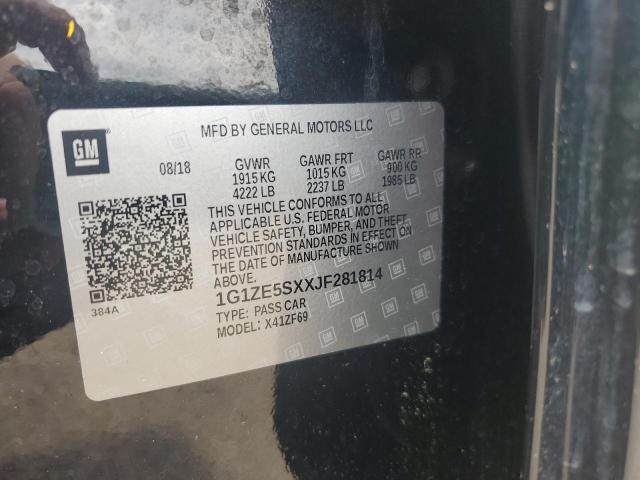 MFD BY GENERAL MOTORS LLC
GM
08/18
GVWR GAWR FRT GAWR RR
1915 KG 1015 KG 900 KG
4222 LB 2237 LB 1985 LB
THIS VEHICLE CONFORMS TO ALL
APPLICABLE U.S. FEDERAL MOTOR
VEHICLE SAFETY, BUMPER, AND THEFT
PREVENTION STANDARDS IN EFFECT ON
THE DATE OF MANUFACTURE SHOWN
ABOVE.
384A
1G1ZE5SXXJF281814
TYPE: PASS CAR
MODEL: X41ZF69